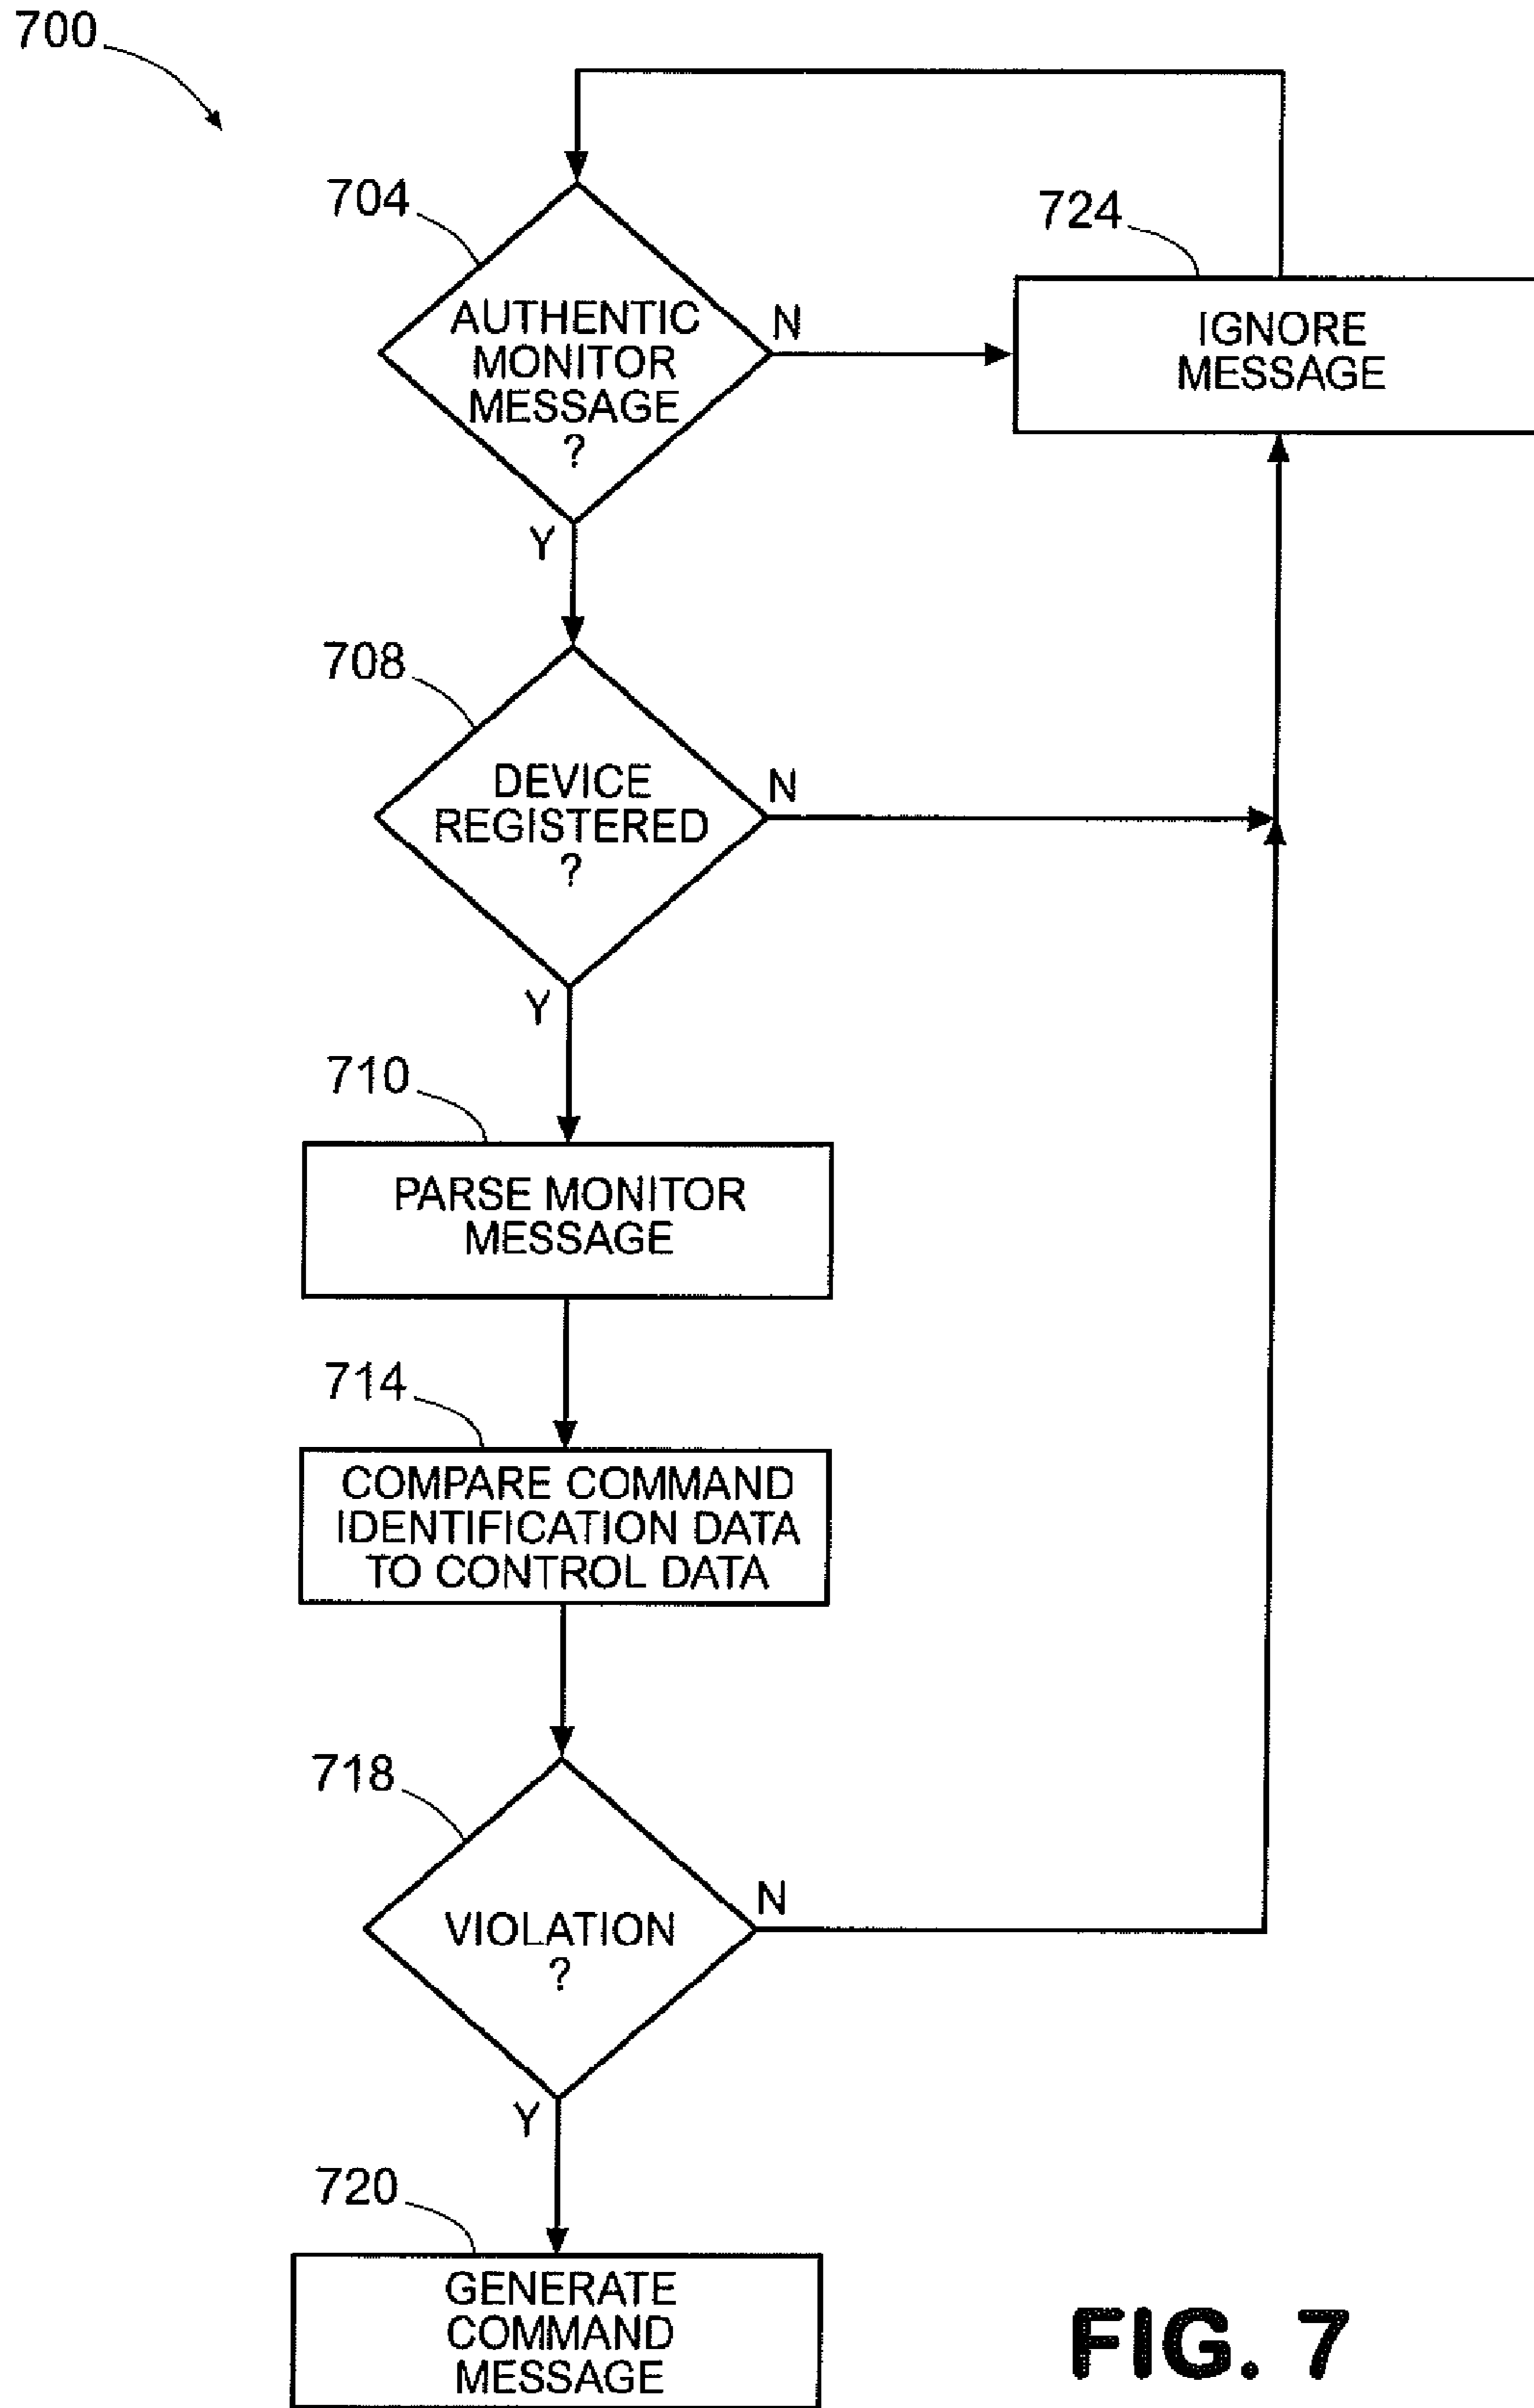 700
704
AUTHENTIC
MONITOR
MESSAGE
?
N
Y
724
IGNORE
MESSAGE
708
DEVICE
REGISTERED
?
N
Y
710
PARSE MONITOR
MESSAGE
714
COMPARE COMMAND
IDENTIFICATION DATA
TO CONTROL DATA
718
VIOLATION
?
N
Y
720
GENERATE
COMMAND
MESSAGE
FIG. 7